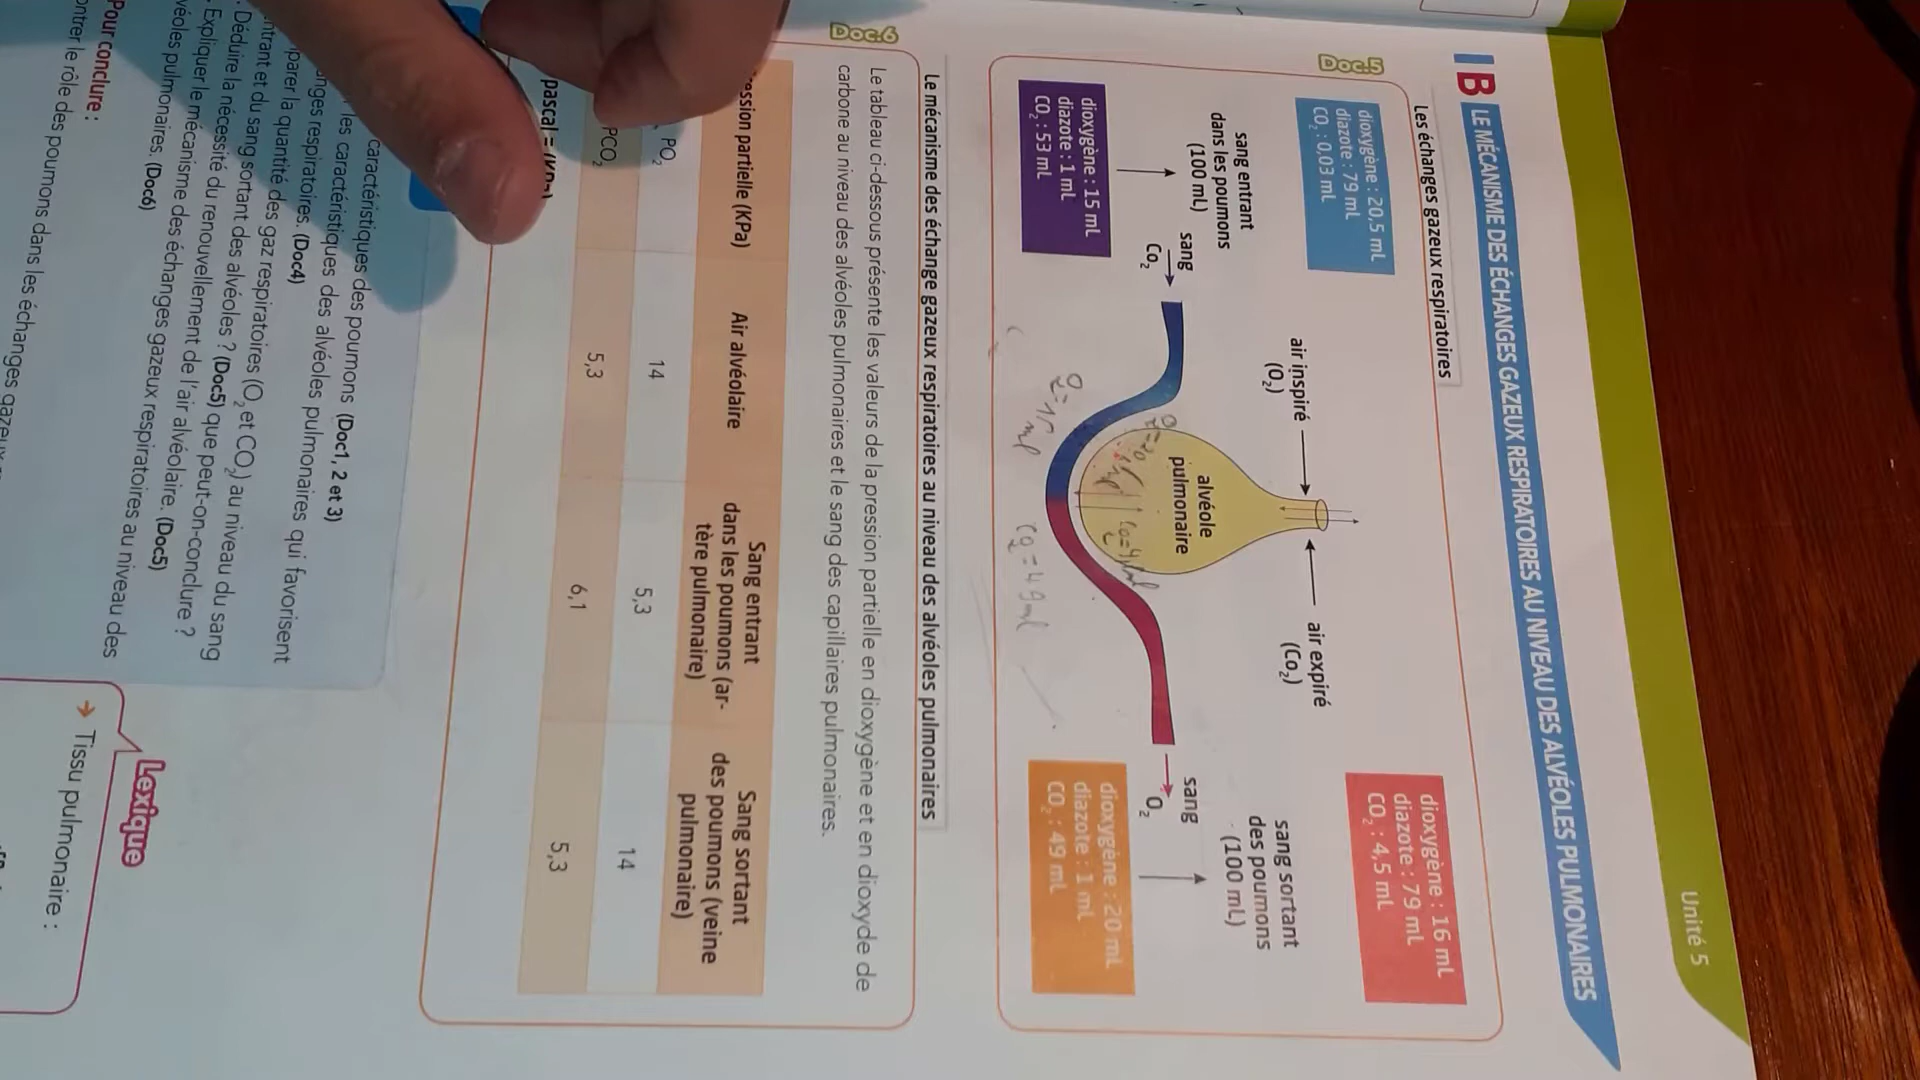 Unité 5
B LE MÉCANISME DES ÉCHANGES GAZEUX RESPIRATOIRES AU NIVEAU DES ALVÉOLES PULMONAIRES
Les échanges gazeux respiratoires
Doc.5
dioxygène : 20,5 mL
diazote : 79 mL
CO2 : 0,03 mL
air inspiré
(O2)
air expiré
(Co2)
dioxygène : 16 mL
diazote : 79 mL
CO2 : 4,5 mL
sang entrant
dans les poumons
(100 mL)
sang
Co2
alvéole
pulmonaire
sang
O2
sang sortant
des poumons
(100 mL)
dioxygène : 15 mL
diazote : 1 mL
CO2 : 53 mL
dioxygène : 20 mL
diazote : 1 mL
CO2 : 49 mL
Le mécanisme des échange gazeux respiratoires au niveau des alvéoles pulmonaires
Doc.6
Le tableau ci-dessous présente les valeurs de la pression partielle en dioxygène et en dioxyde de
carbone au niveau des alvéoles pulmonaires et le sang des capillaires pulmonaires.
partielle (KPa)
Air alvéolaire
Sang entrant
dans les poumons (ar-
tère pulmonaire)
Sang sortant
des poumons (veine
pulmonaire)
PO2 14 5,3 14
PCO2 5,3 6,1 5,3
pascal =
caractéristiques des poumons (Doc1, 2 et 3)
les caractéristiques des alvéoles pulmonaires qui favorisent
respiratoires. (Doc4)
la quantité des gaz respiratoires (O2 et CO2) au niveau du sang
et du sang sortant des alvéoles ? (Doc5) que peut-on-conclure ?
Déduire la nécessité du renouvellement de l'air alvéolaire. (Doc5)
Expliquer le mécanisme des échanges gazeux respiratoires au niveau des
pulmonaires. (Doc6)
Pour conclure :
le rôle des poumons dans les échanges gazeux
Lexique
→ Tissu pulmonaire :